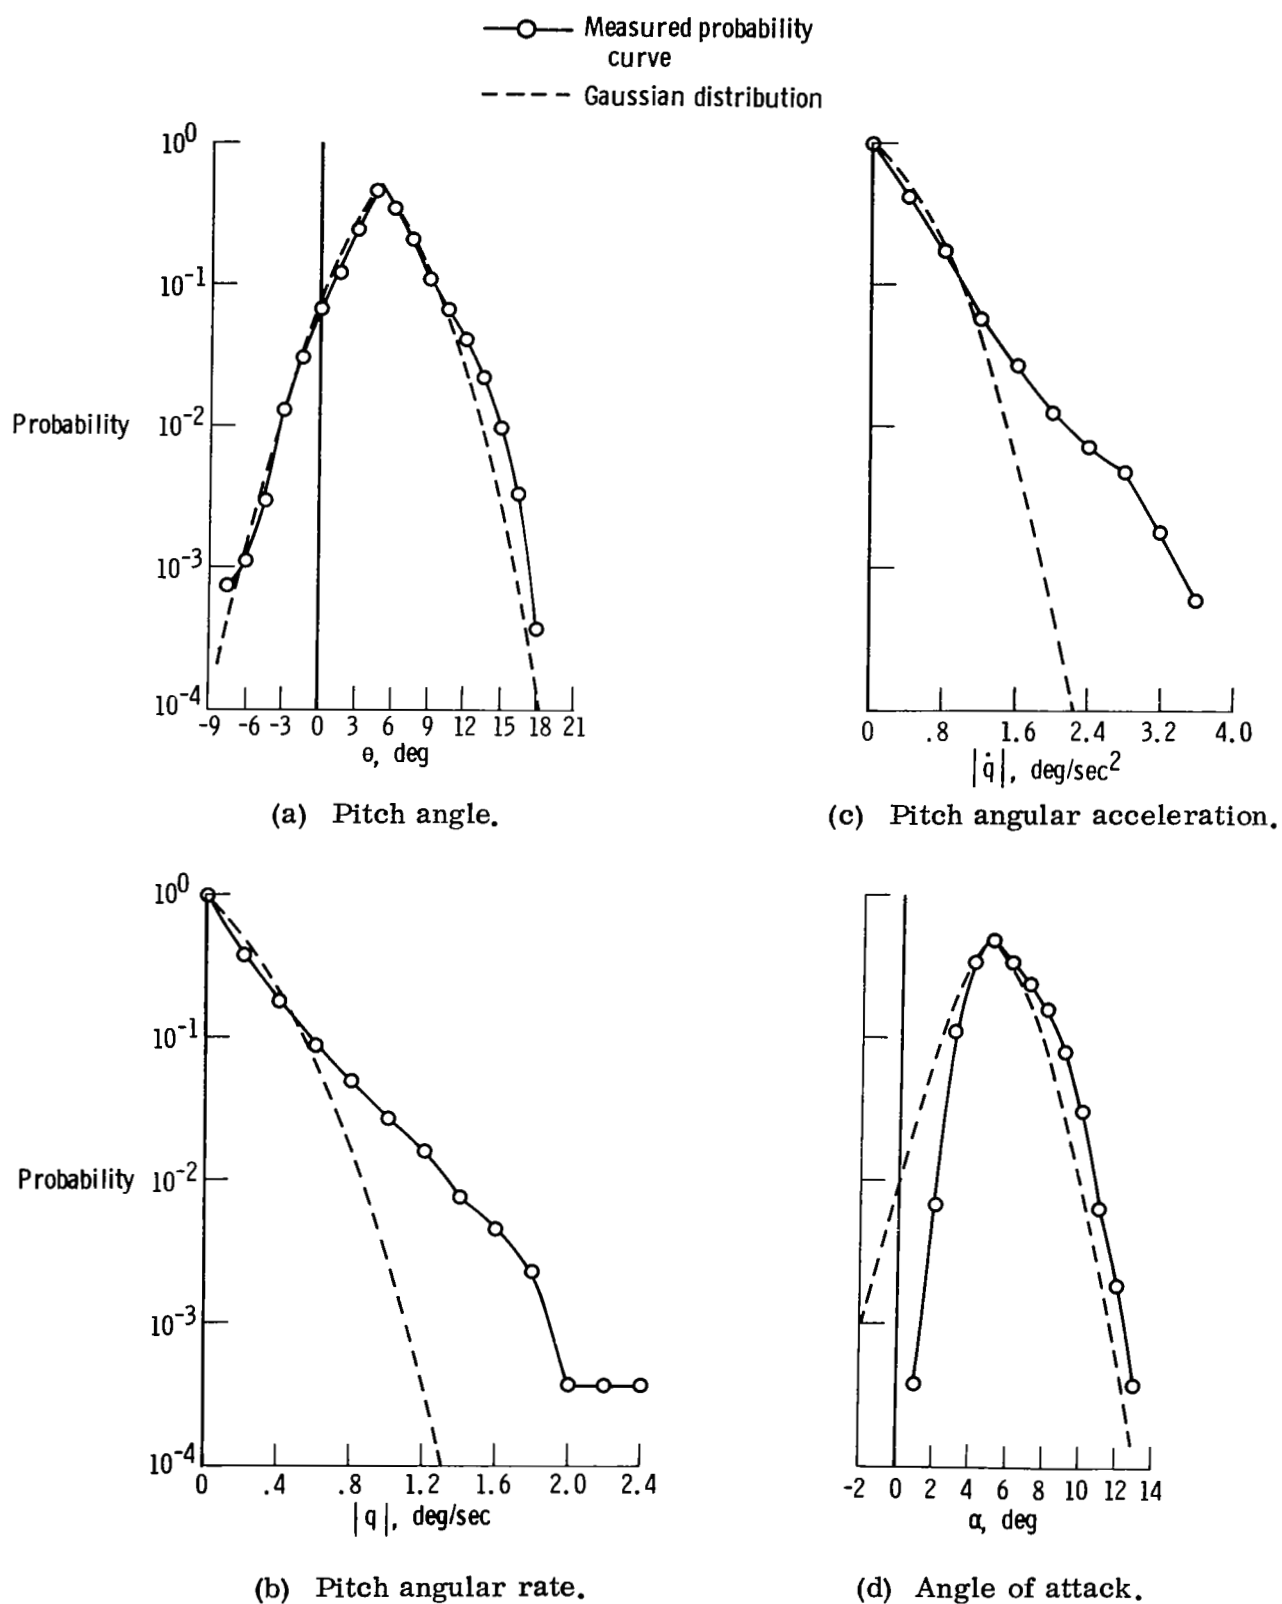 Measured probability
curve
Gaussian distribution
10^0
10^-1
Probability 10^-2
10^-3
10^-4
-9 -6 -3 0 3 6 9 12 15 18 21
θ, deg
(a) Pitch angle.
0 .8 1.6 2.4 3.2 4.0
|q̇|, deg/sec^2
(c) Pitch angular acceleration.
10^0
10^-1
Probability 10^-2
10^-3
10^-4
0 .4 .8 1.2 1.6 2.0 2.4
|q|, deg/sec
(b) Pitch angular rate.
-2 0 2 4 6 8 10 12 14
α, deg
(d) Angle of attack.